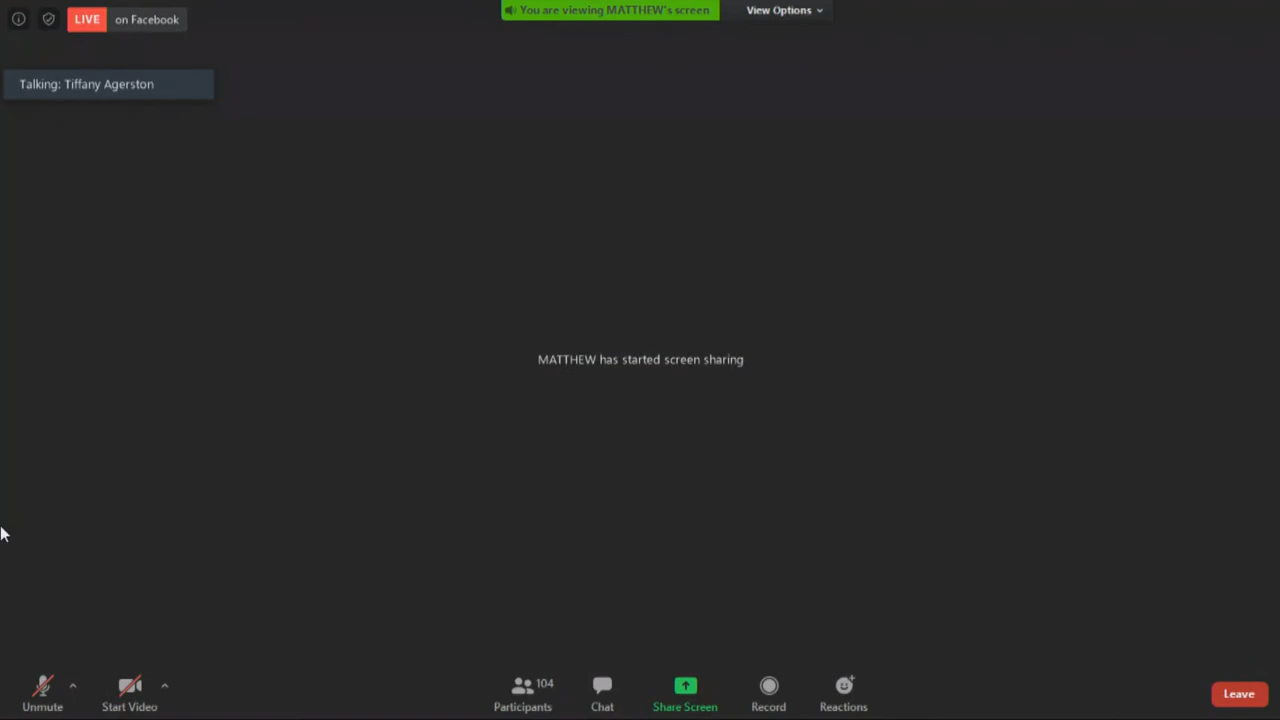 LIVE on Facebook
You are viewing MATTHEW's screen
View Options
Talking: Tiffany Agerston
MATTHEW has started screen sharing
104
Unmute
Start Video
Participants
Chat
Share Screen
Record
Reactions
Leave